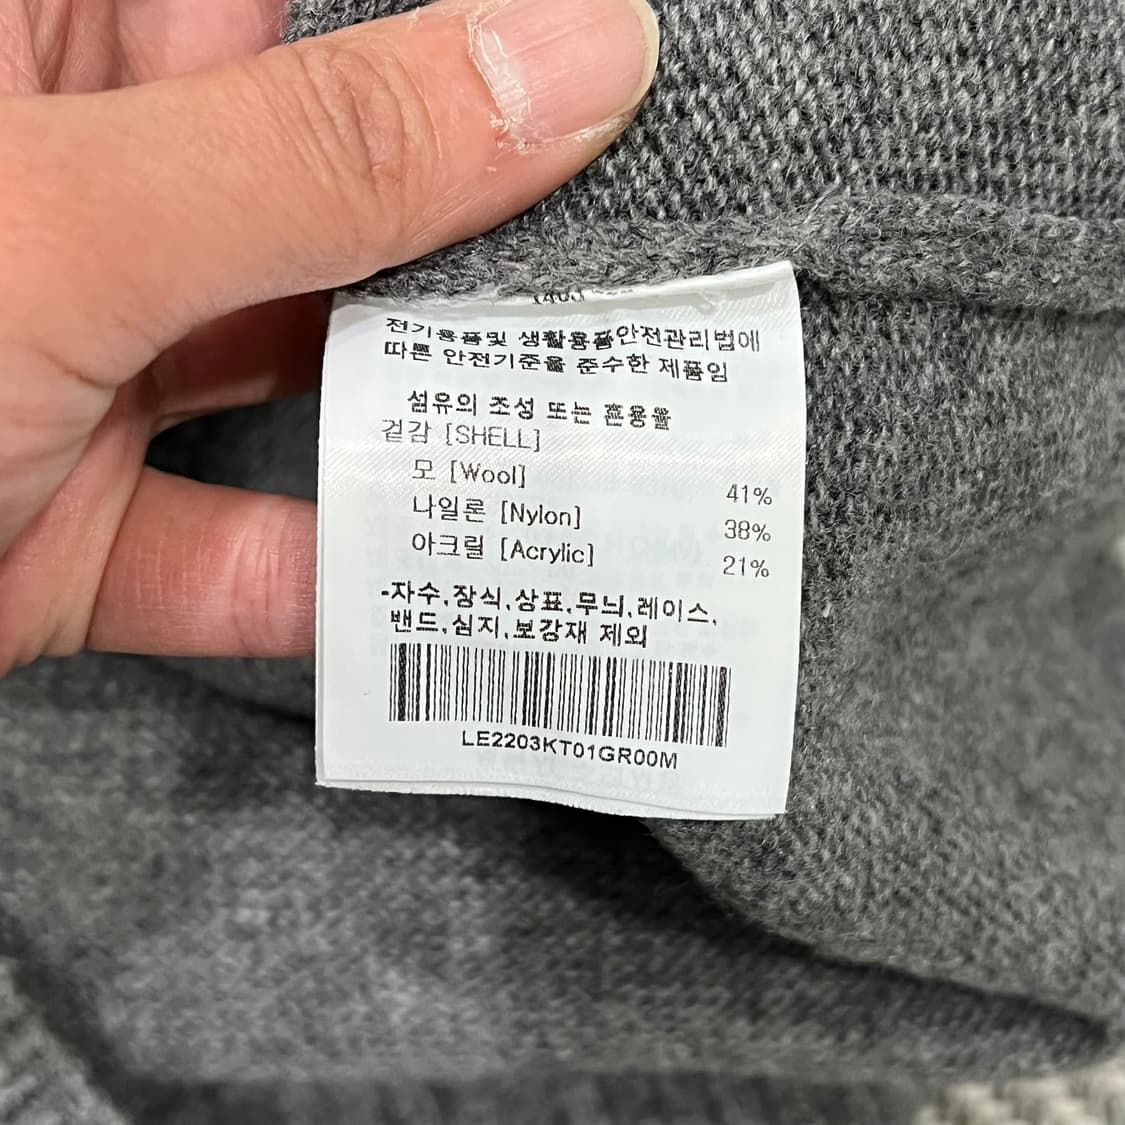 전기용품및 생활용품안전관리법에
따른 안전기준을 준수한 제품임
섬유의 조성 또는 혼용율
겉감 [SHELL]
모 [Wool] 41%
나일론 [Nylon] 38%
아크릴 [Acrylic] 21%
-자수,장식,상표,무늬,레이스,
밴드,심지,보강재 제외
LE2203KT01GR00M